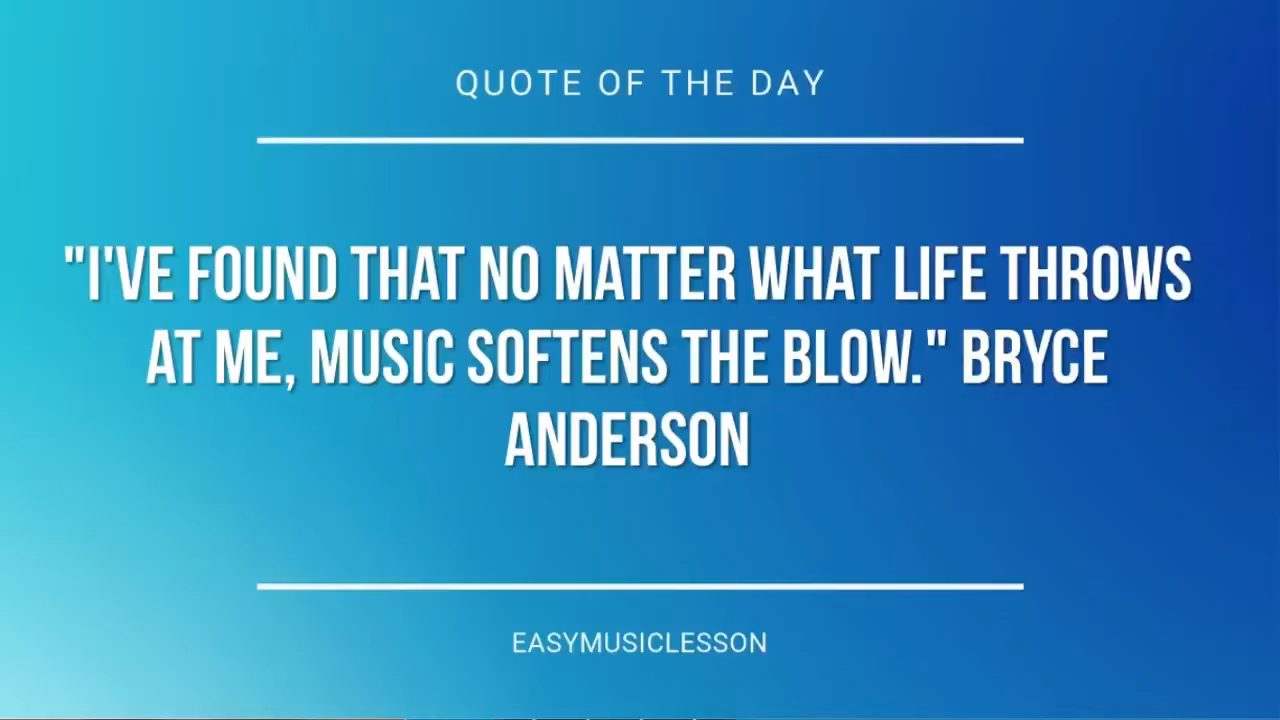 QUOTE OF THE DAY
"I'VE FOUND THAT NO MATTER WHAT LIFE THROWS
AT ME, MUSIC SOFTENS THE BLOW." BRYCE
ANDERSON
EASYMUSICLESSON